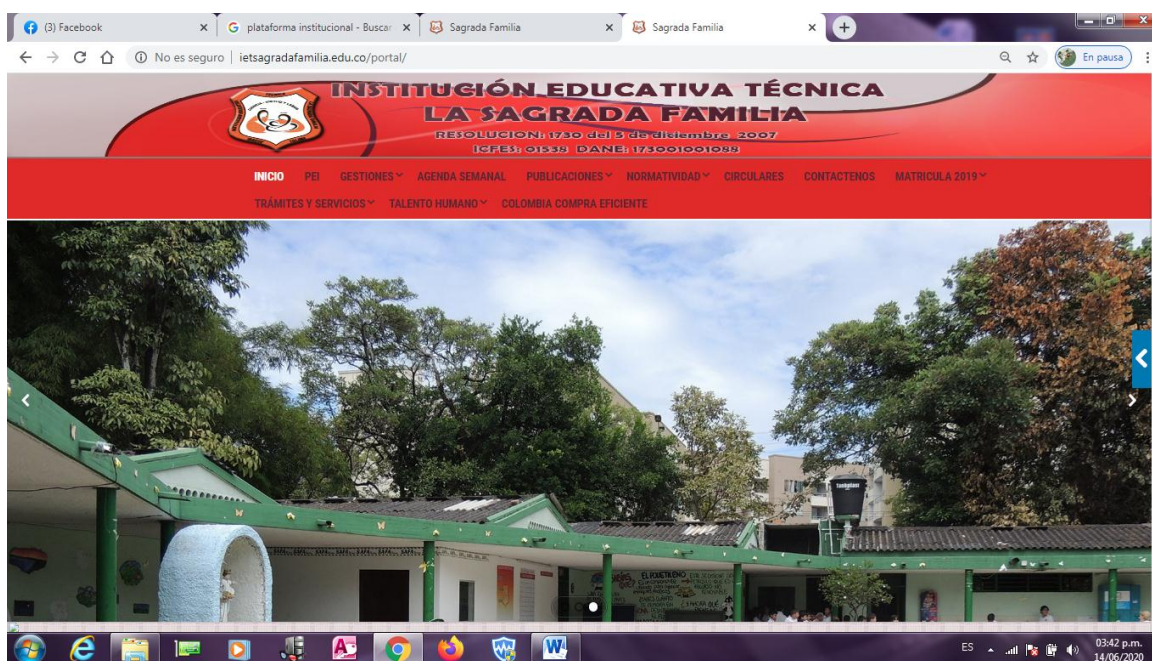 (3) Facebook
plataforma institucional - Buscar
Sagrada Familia
Sagrada Familia
No es seguro
ietsagradafamilia.edu.co/portal/
En pausa
INSTITUCIÓN EDUCATIVA TÉCNICA
LA SAGRADA FAMILIA
RESOLUCION: 1730 del 5 de diciembre 2007
ICFES: 01538 DANE: 173001001088
INICIO PEI GESTIONES AGENDA SEMANAL PUBLICACIONES NORMATIVIDAD CIRCULARES CONTACTENOS MATRICULA 2019
TRÁMITES Y SERVICIOS TALENTO HUMANO COLOMBIA COMPRA EFICIENTE
ES
03:42 p.m.
14/06/2020